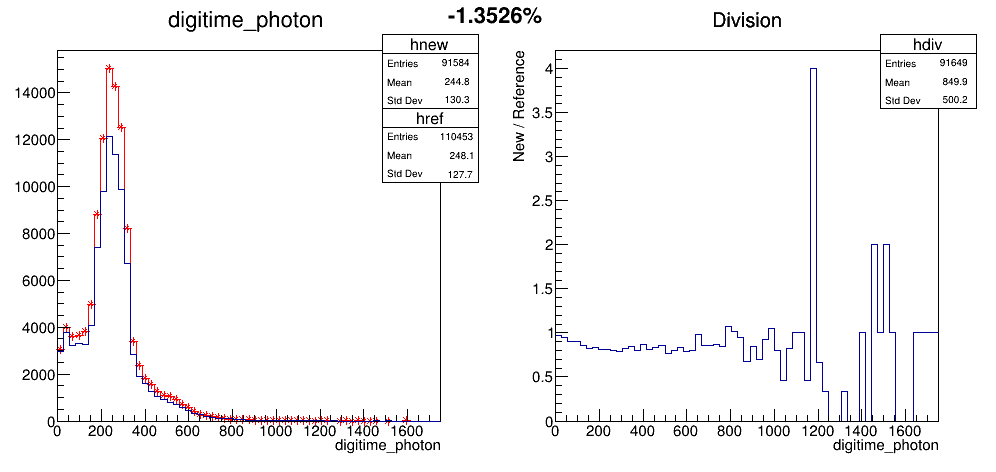 digitime_photon
-1.3526%
Division
hnew
Entries 91584
Mean 244.8
Std Dev 130.3
href
Entries 110453
Mean 248.1
Std Dev 127.7
14000
12000
10000
8000
6000
4000
2000
0
0 200 400 600 800 1000 1200 1400 1600
digitime_photon
hdiv
Entries 91649
Mean 849.9
Std Dev 500.2
New / Reference
4
3.5
3
2.5
2
1.5
1
0.5
0
0 200 400 600 800 1000 1200 1400 1600
digitime_photon